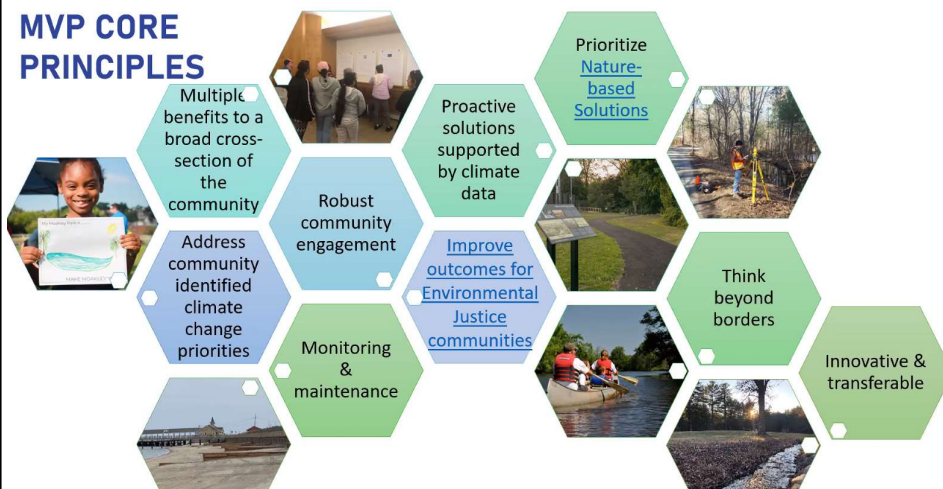 MVP CORE
PRINCIPLES
Multiple
benefits to a
broad cross-
section of
the
community
Address
community
identified
climate
change
priorities
Robust
community
engagement
Monitoring
&
maintenance
Proactive
solutions
supported
by climate
data
Improve
outcomes for
Environmental
Justice
communities
Prioritize
Nature-
based
Solutions
Think
beyond
borders
Innovative &
transferable